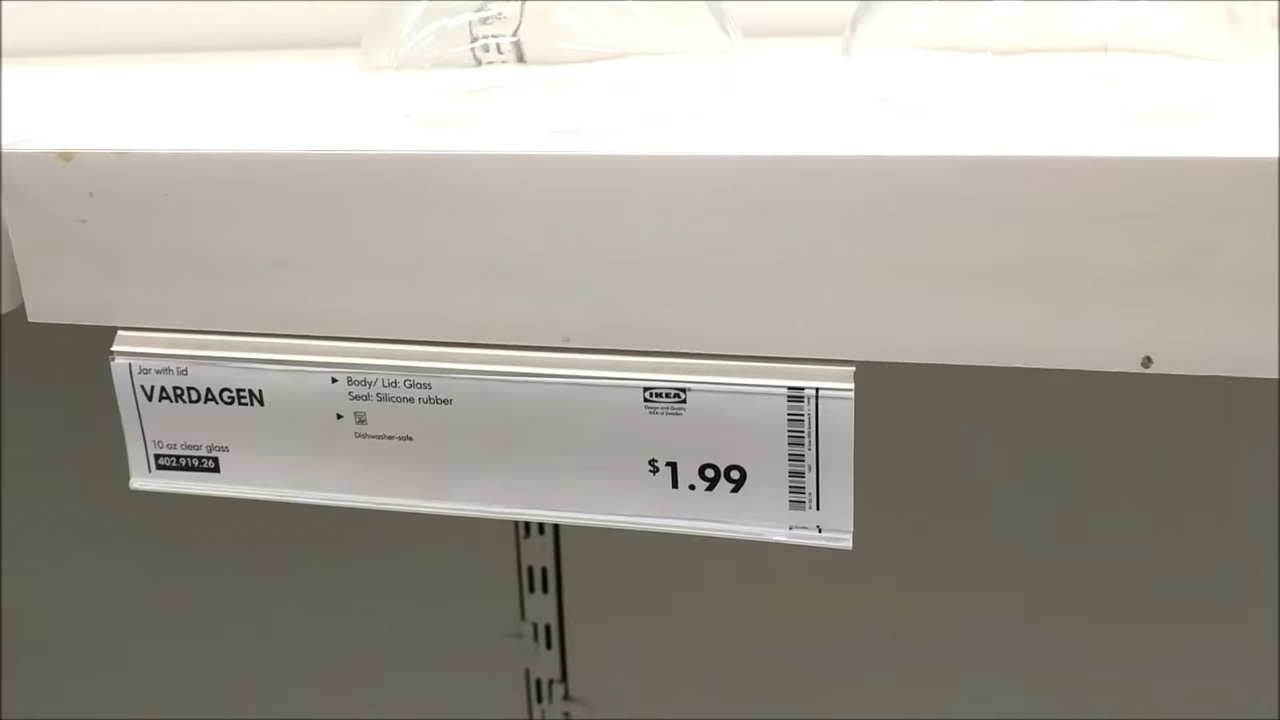 Jar with lid
VARDAGEN
10 oz clear glass
402.919.26
Body/ Lid: Glass
Seal: Silicone rubber
Dishwasher-safe.
IKEA
Design and Quality
IKEA of Sweden
$1.99